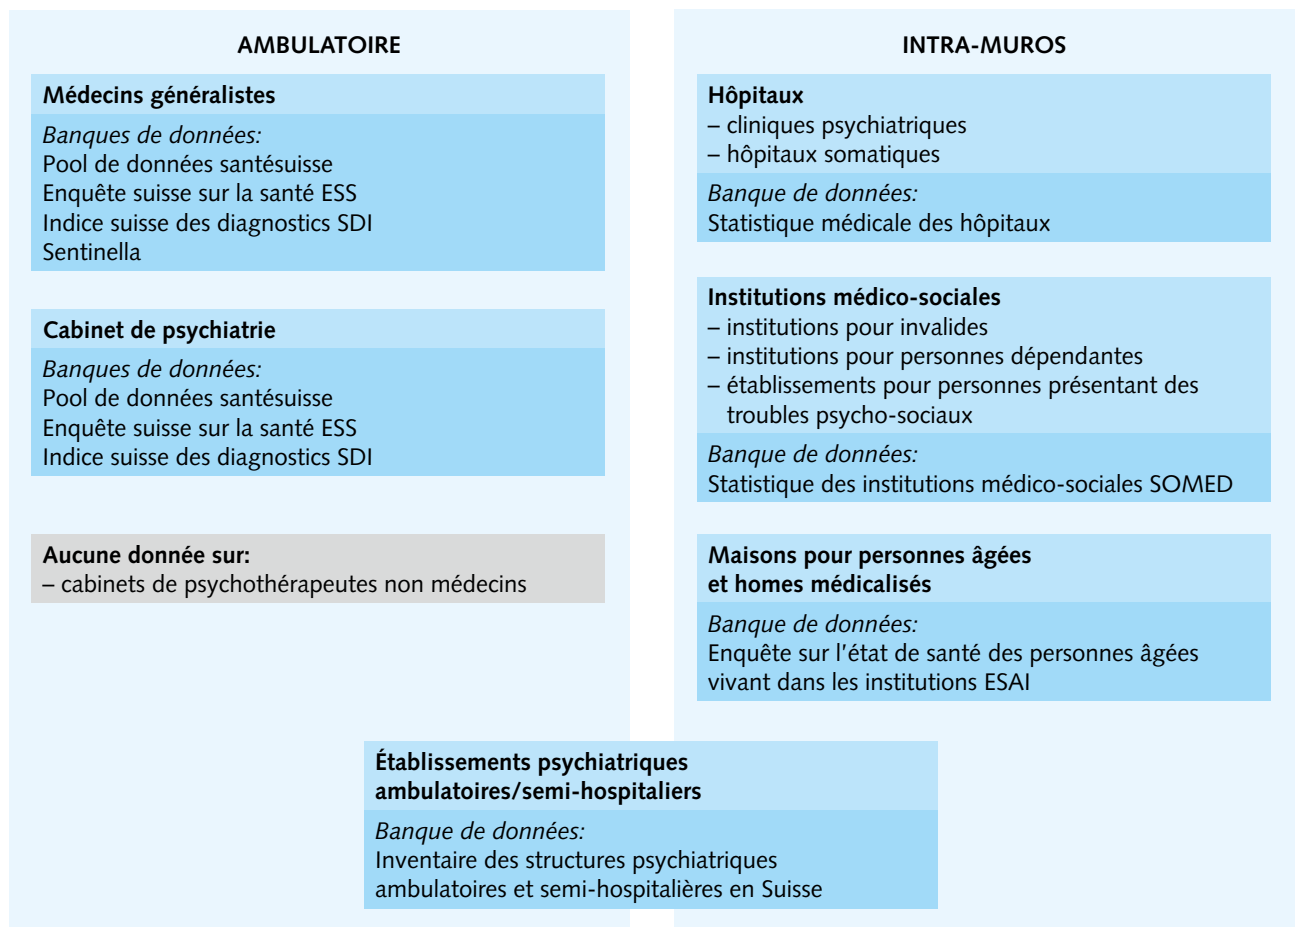 AMBULATOIRE
Médecins généralistes
Banques de données:
Pool de données santésuisse
Enquête suisse sur la santé ESS
Indice suisse des diagnostics SDI
Sentinella
Cabinet de psychiatrie
Banques de données:
Pool de données santésuisse
Enquête suisse sur la santé ESS
Indice suisse des diagnostics SDI
Aucune donnée sur:
– cabinets de psychothérapeutes non médecins
INTRA-MUROS
Hôpitaux
– cliniques psychiatriques
– hôpitaux somatiques
Banque de données:
Statistique médicale des hôpitaux
Institutions médico-sociales
– institutions pour invalides
– institutions pour personnes dépendantes
– établissements pour personnes présentant des
troubles psycho-sociaux
Banque de données:
Statistique des institutions médico-sociales SOMED
Maisons pour personnes âgées
et homes médicalisés
Banque de données:
Enquête sur l’état de santé des personnes âgées
vivant dans les institutions ESAI
Établissements psychiatriques
ambulatoires/semi-hospitaliers
Banque de données:
Inventaire des structures psychiatriques
ambulatoires et semi-hospitalières en Suisse